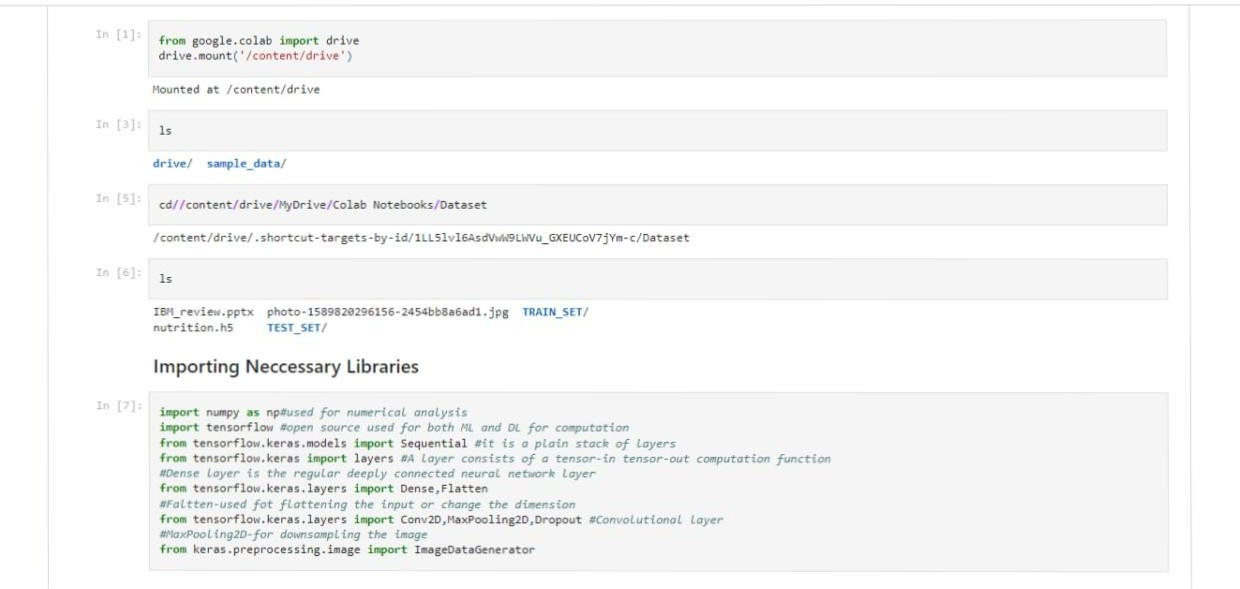 In [1]: from google.colab import drive
drive.mount('/content/drive')
Mounted at /content/drive
In [3]: ls
drive/ sample_data/
In [5]: cd//content/drive/MyDrive/Colab Notebooks/Dataset
/content/drive/.shortcut-targets-by-id/1LL5lvl6AsdVwW9LWVu_GXEUCoV7jYm-c/Dataset
In [6]: ls
IBM_review.pptx photo-1589820296156-2454bb8a6ad1.jpg TRAIN_SET/
nutrition.h5 TEST_SET/
Importing Neccessary Libraries
In [7]: import numpy as np#used for numerical analysis
import tensorflow #open source used for both ML and DL for computation
from tensorflow.keras.models import Sequential #it is a plain stack of layers
from tensorflow.keras import layers #A layer consists of a tensor-in tensor-out computation function
#Dense layer is the regular deeply connected neural network layer
from tensorflow.keras.layers import Dense,Flatten
#Faltten-used fot flattening the input or change the dimension
from tensorflow.keras.layers import Conv2D,MaxPooling2D,Dropout #Convolutional layer
#MaxPooling2D-for downsampling the image
from keras.preprocessing.image import ImageDataGenerator